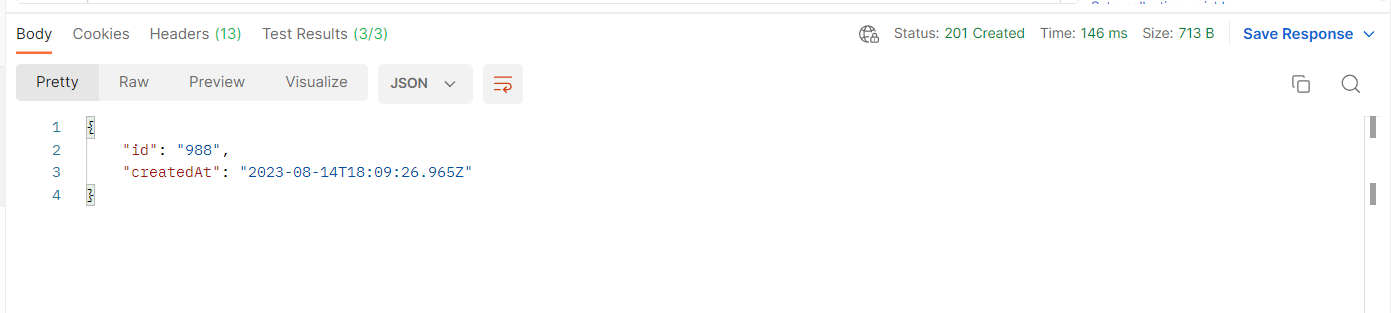 Body Cookies Headers (13) Test Results (3/3) Status: 201 Created Time: 146 ms Size: 713 B Save Response
Pretty Raw Preview Visualize JSON
1 {
2 "id": "988",
3 "createdAt": "2023-08-14T18:09:26.965Z"
4 }